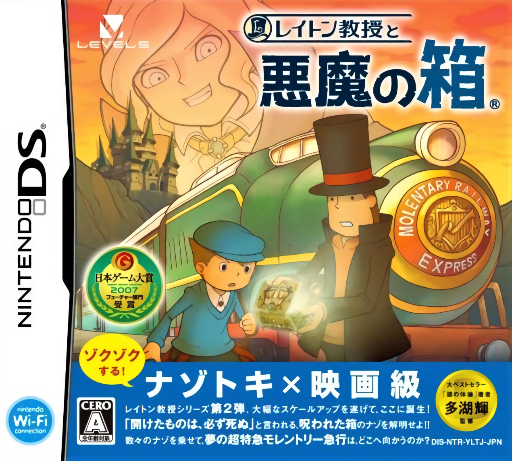 LEVEL5
レイトン教授と
悪魔の箱®
NINTENDO DS
MOLENTARY RAILWAY
EXPRESS
日本ゲーム大賞
2007
フューチャー部門
受賞
ゾクゾク
する!
ナゾトキ×映画級
大ベストセラー
「頭の体操」著者
多湖輝
監修
nintendo
Wi-Fi
connection
CERO
A
全年齢対象
レイトン教授シリーズ第2弾、大幅なスケールアップを遂げて、ここに誕生!
「開けたものは、必ず死ぬ」と言われる、呪われた箱のナゾを解明せよ!!
数々のナゾを乗せて、夢の超特急モレントリー急行は、どこへ向かうのか?
DIS-NTR-YLTJ-JPN